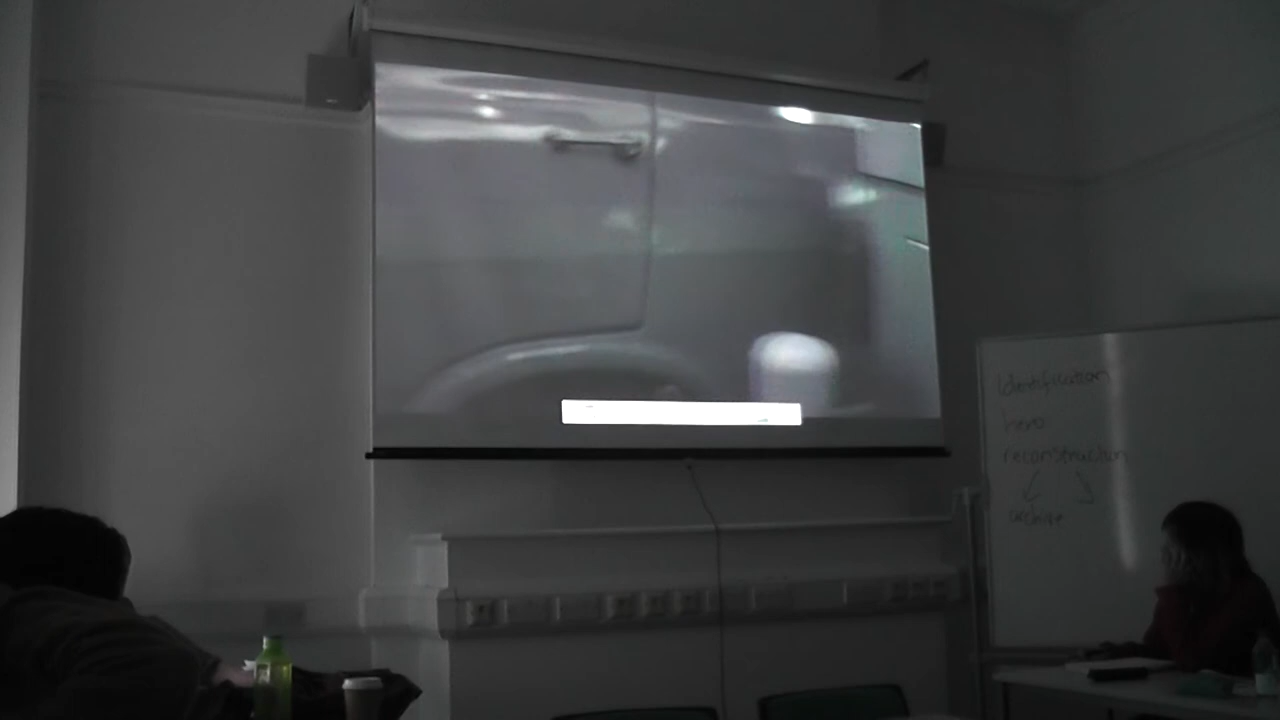 Identification
hero
reconstruction
archive